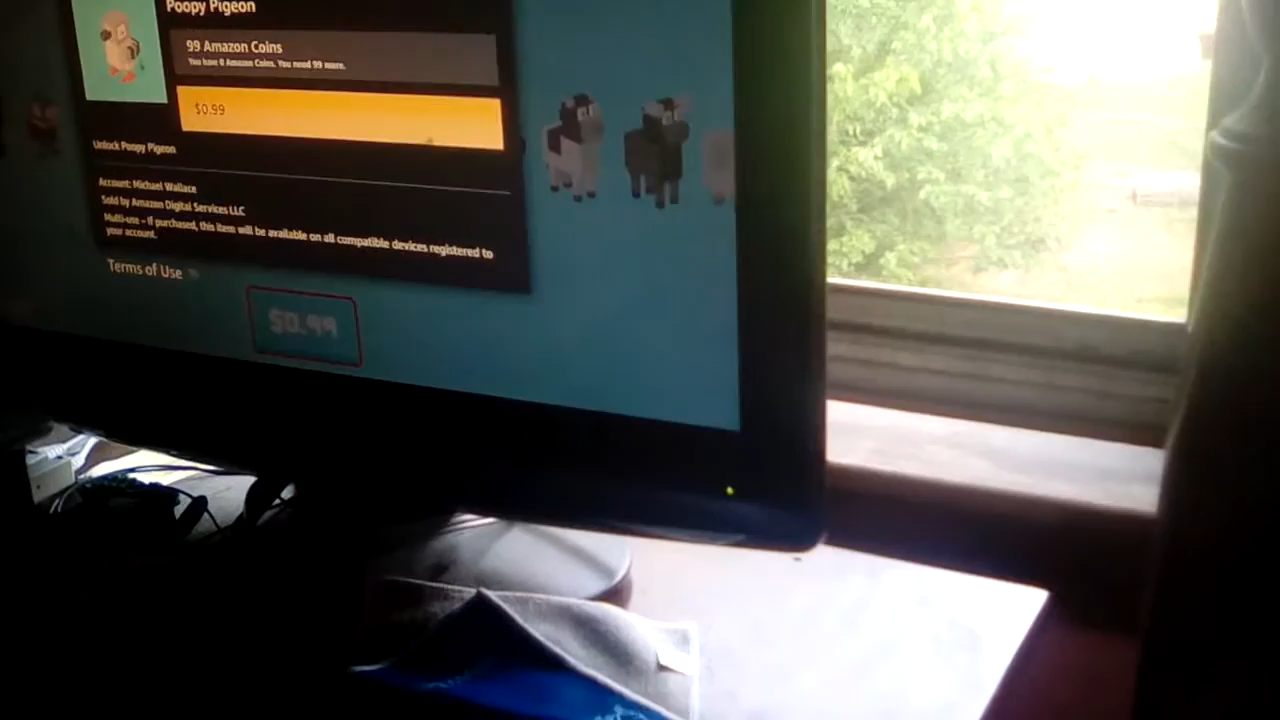 Poopy Pigeon
99 Amazon Coins
You have 0 Amazon Coins. You need 99 more.
$0.99
Unlock Poopy Pigeon
Account: Michael Wallace
Sold by Amazon Digital Services LLC
Multi-use - If purchased, this item will be available on all compatible devices registered to
your account.
Terms of Use
$0.99